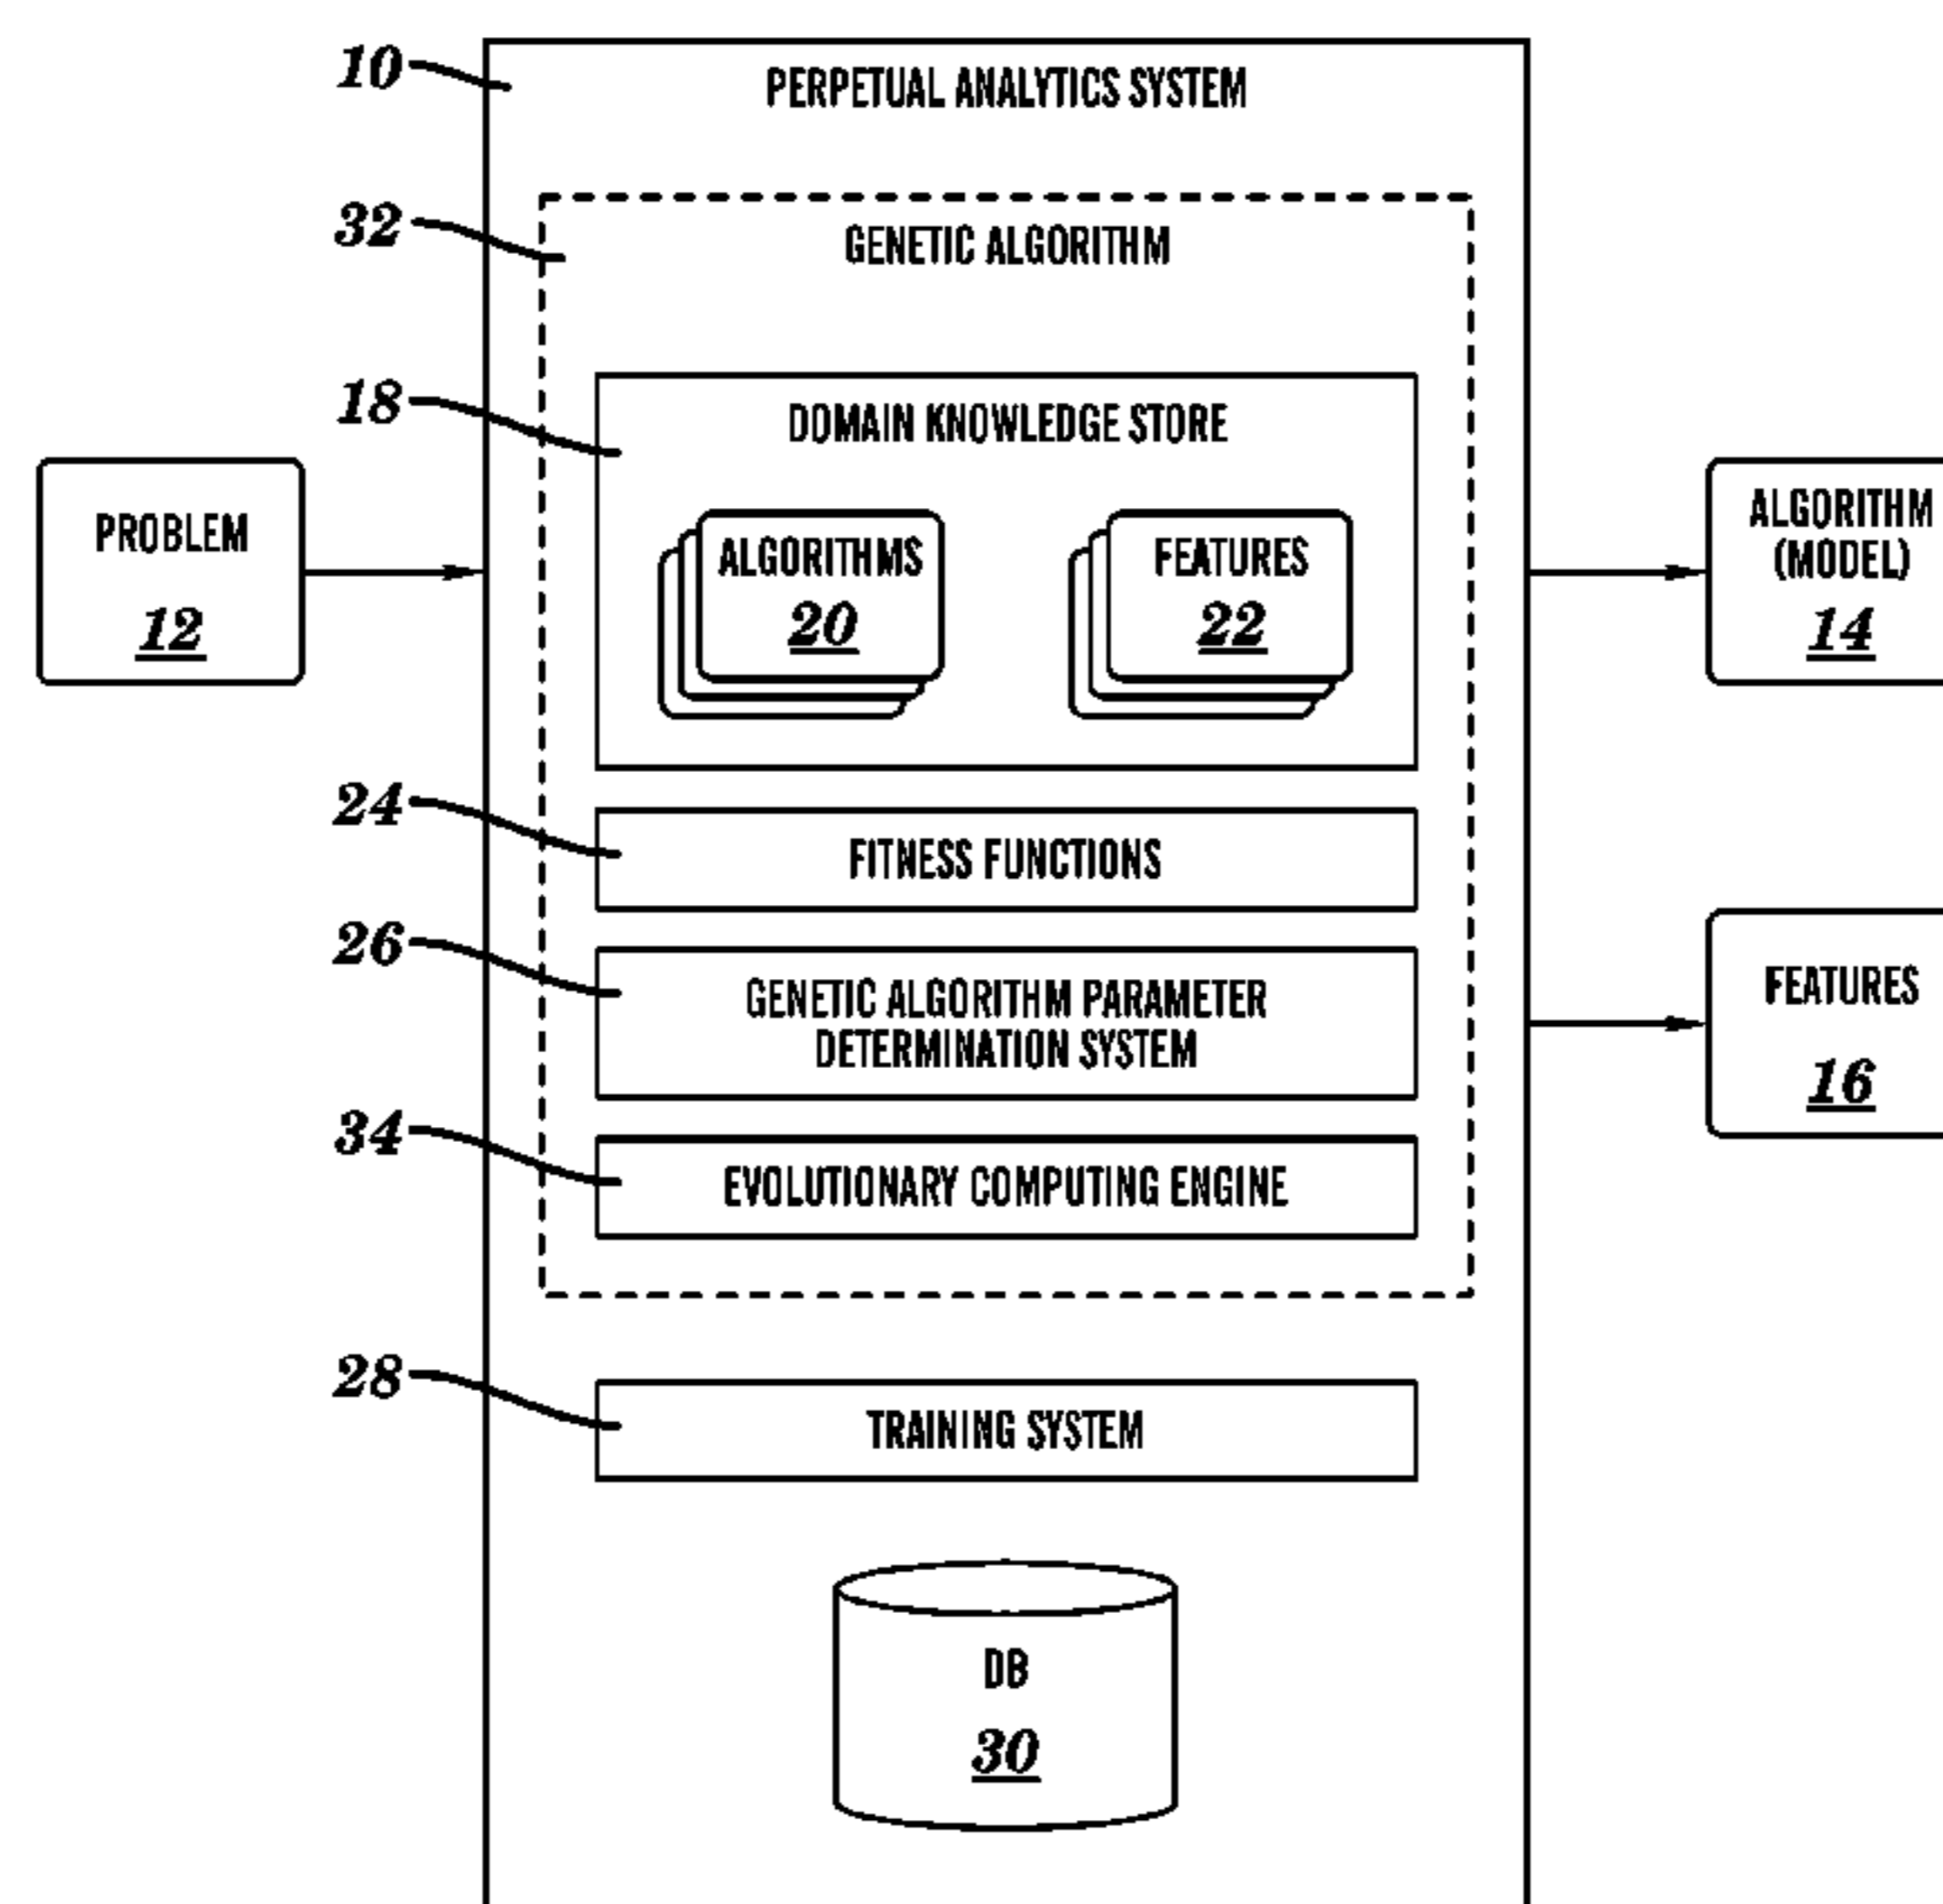 10
PERPETUAL ANALYTICS SYSTEM
32
GENETIC ALGORITHM
18
DOMAIN KNOWLEDGE STORE
PROBLEM
12
ALGORITHMS
20
FEATURES
22
ALGORITHM
(MODEL)
14
24
FITNESS FUNCTIONS
26
GENETIC ALGORITHM PARAMETER
DETERMINATION SYSTEM
FEATURES
16
34
EVOLUTIONARY COMPUTING ENGINE
28
TRAINING SYSTEM
DB
30